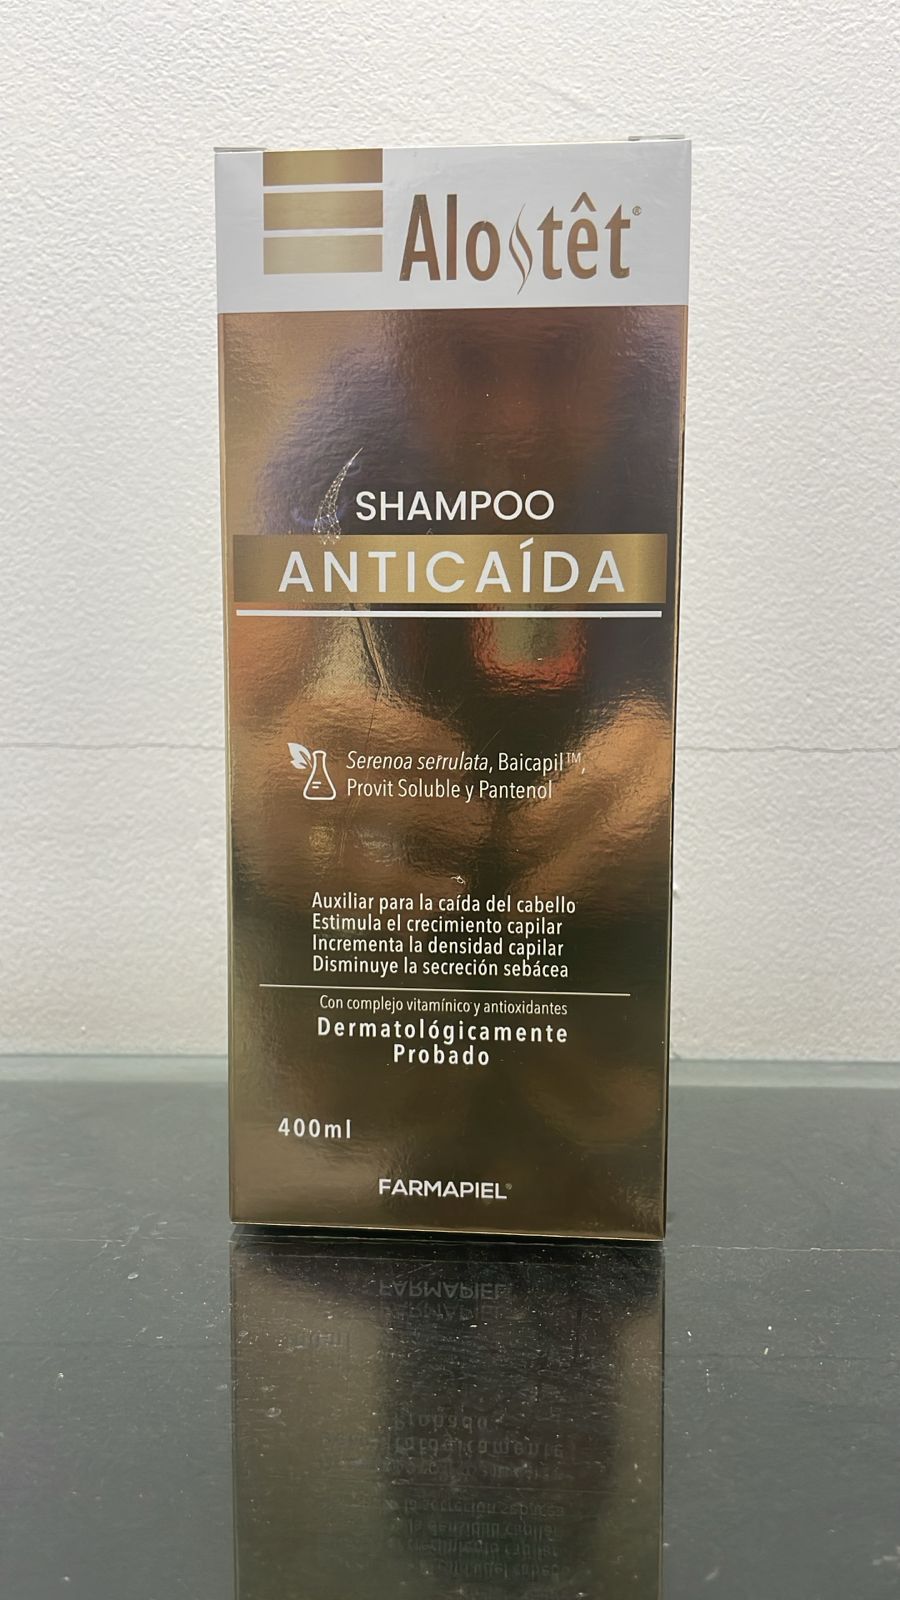 Alostêt®
SHAMPOO
ANTICAÍDA
Serenoa serrulata, Baicapil™,
Provit Soluble y Pantenol
Auxiliar para la caída del cabello
Estimula el crecimiento capilar
Incrementa la densidad capilar
Disminuye la secreción sebácea
Con complejo vitamínico y antioxidantes
Dermatológicamente
Probado
400ml
FARMAPIEL®